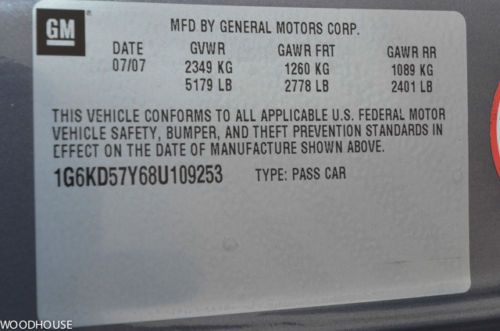 GM
MFD BY GENERAL MOTORS CORP.
DATE GVWR GAWR FRT GAWR RR
07/07 2349 KG 1260 KG 1089 KG
5179 LB 2778 LB 2401 LB
THIS VEHICLE CONFORMS TO ALL APPLICABLE U.S. FEDERAL MOTOR
VEHICLE SAFETY, BUMPER, AND THEFT PREVENTION STANDARDS IN
EFFECT ON THE DATE OF MANUFACTURE SHOWN ABOVE.
1G6KD57Y68U109253 TYPE: PASS CAR
WOODHOUSE